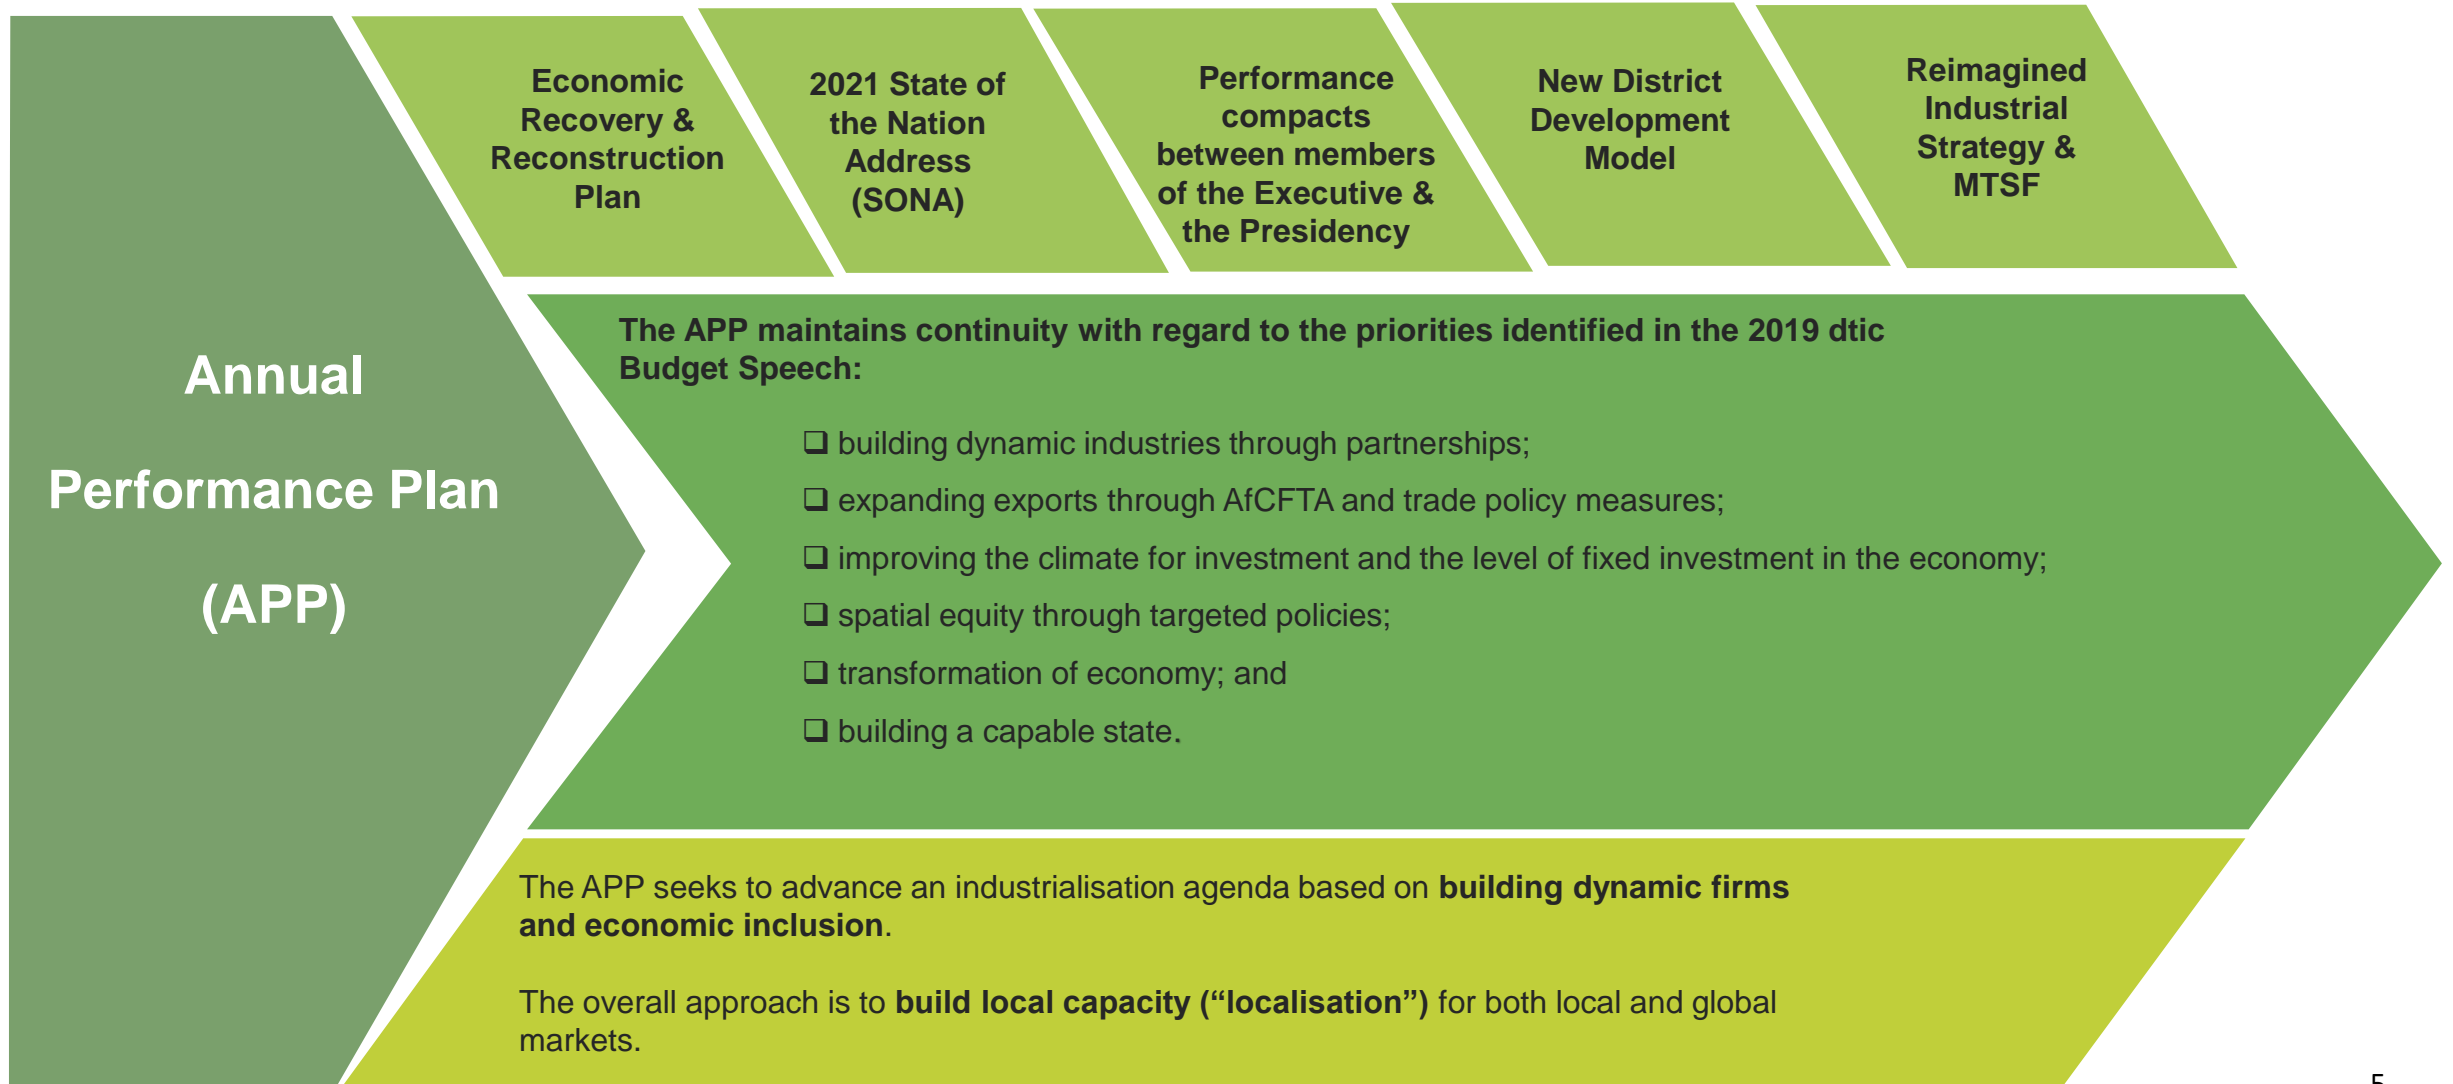 Annual
Performance Plan
(APP)
Economic
Recovery &
Reconstruction
Plan
2021 State of
the Nation
Address
(SONA)
Performance
compacts
between members
of the Executive &
the Presidency
New District
Development
Model
Reimagined
Industrial
Strategy &
MTSF
The APP maintains continuity with regard to the priorities identified in the 2019 dtic
Budget Speech:
❑ building dynamic industries through partnerships;
❑ expanding exports through AfCFTA and trade policy measures;
❑ improving the climate for investment and the level of fixed investment in the economy;
❑ spatial equity through targeted policies;
❑ transformation of economy; and
❑ building a capable state.
The APP seeks to advance an industrialisation agenda based on building dynamic firms
and economic inclusion.
The overall approach is to build local capacity (“localisation”) for both local and global
markets.
5